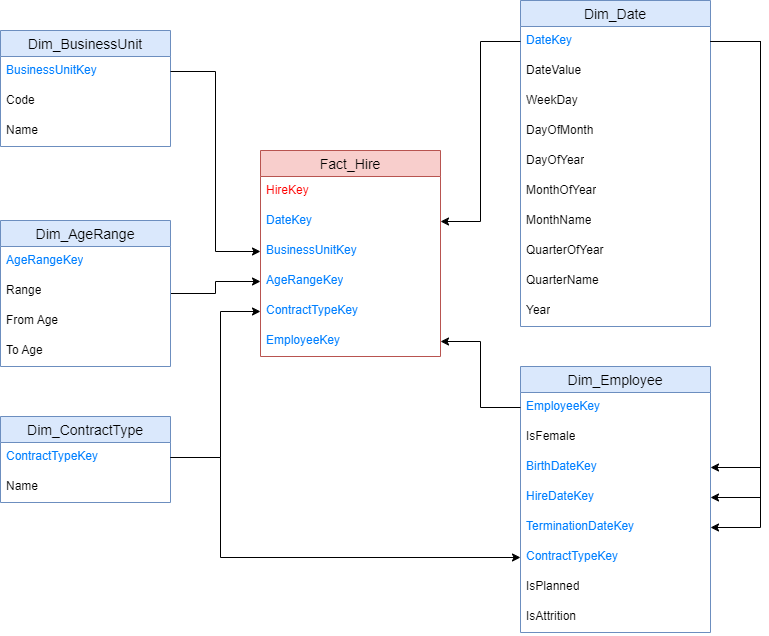 Dim_BusinessUnit
BusinessUnitKey
Code
Name
Dim_AgeRange
AgeRangeKey
Range
From Age
To Age
Dim_ContractType
ContractTypeKey
Name
Fact_Hire
HireKey
DateKey
BusinessUnitKey
AgeRangeKey
ContractTypeKey
EmployeeKey
Dim_Date
DateKey
DateValue
WeekDay
DayOfMonth
DayOfYear
MonthOfYear
MonthName
QuarterOfYear
QuarterName
Year
Dim_Employee
EmployeeKey
IsFemale
BirthDateKey
HireDateKey
TerminationDateKey
ContractTypeKey
IsPlanned
IsAttrition